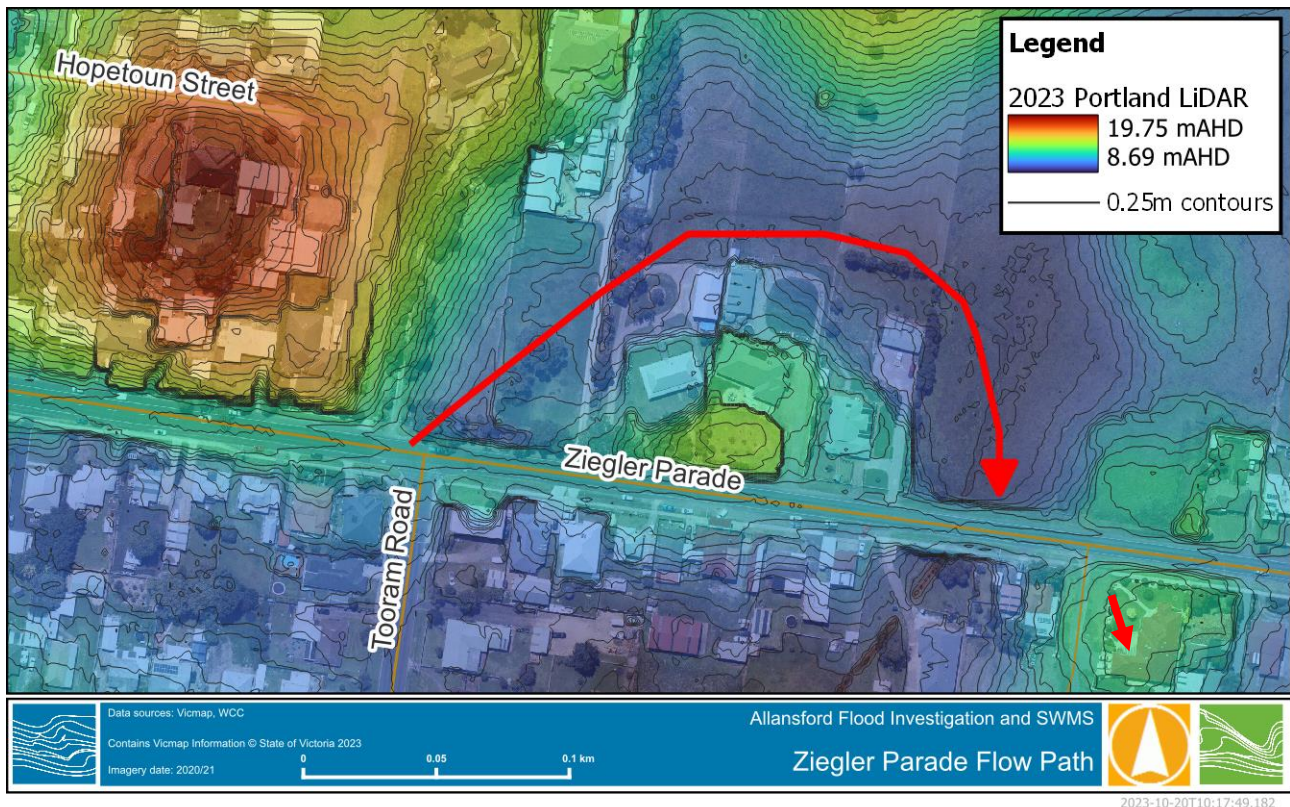 Hopetoun Street
Legend
2023 Portland LiDAR
19.75 mAHD
8.69 mAHD
0.25m contours
Ziegler Parade
Tooram Road
Data sources: Vicmap, WCC
Contains Vicmap Information © State of Victoria 2023
Imagery date: 2020/21
0 0.05 0.1 km
Allansford Flood Investigation and SWMS
Ziegler Parade Flow Path
2023-10-20T10:17:49.182